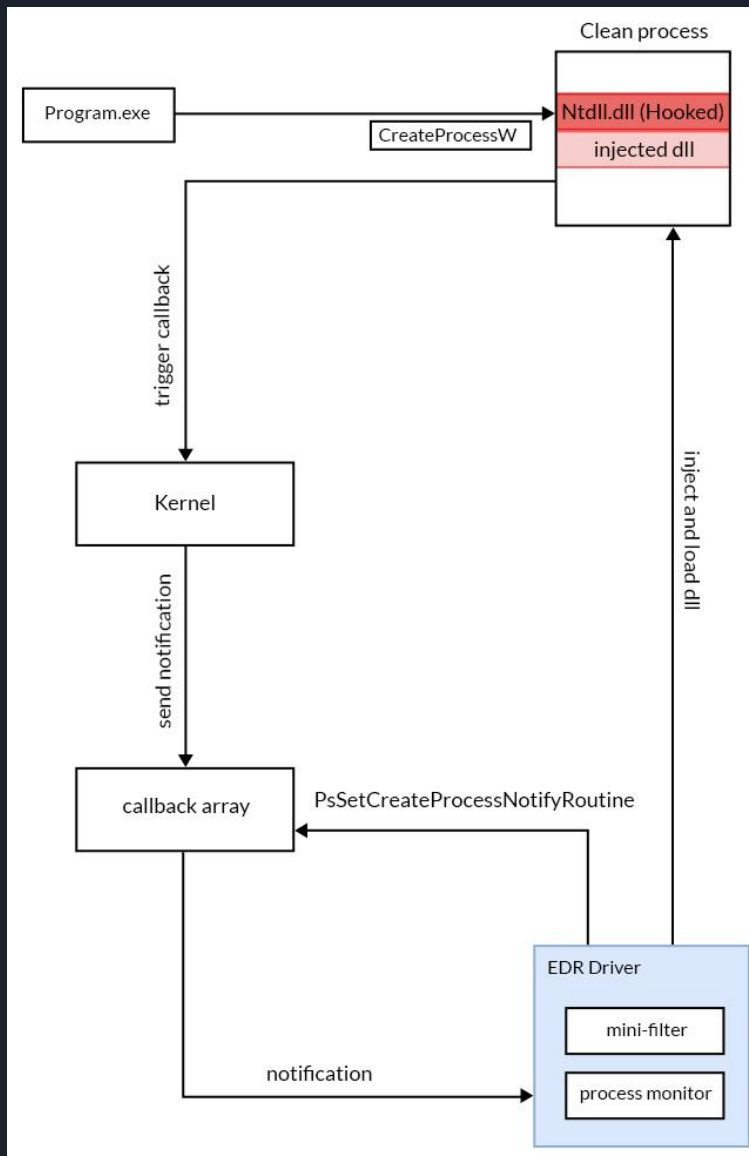 Clean process
Program.exe
Ntdll.dll (Hooked)
CreateProcessW
injected dll
trigger callback
Kernel
inject and load dll
send notification
callback array
PsSetCreateProcessNotifyRoutine
EDR Driver
mini-filter
notification
process monitor